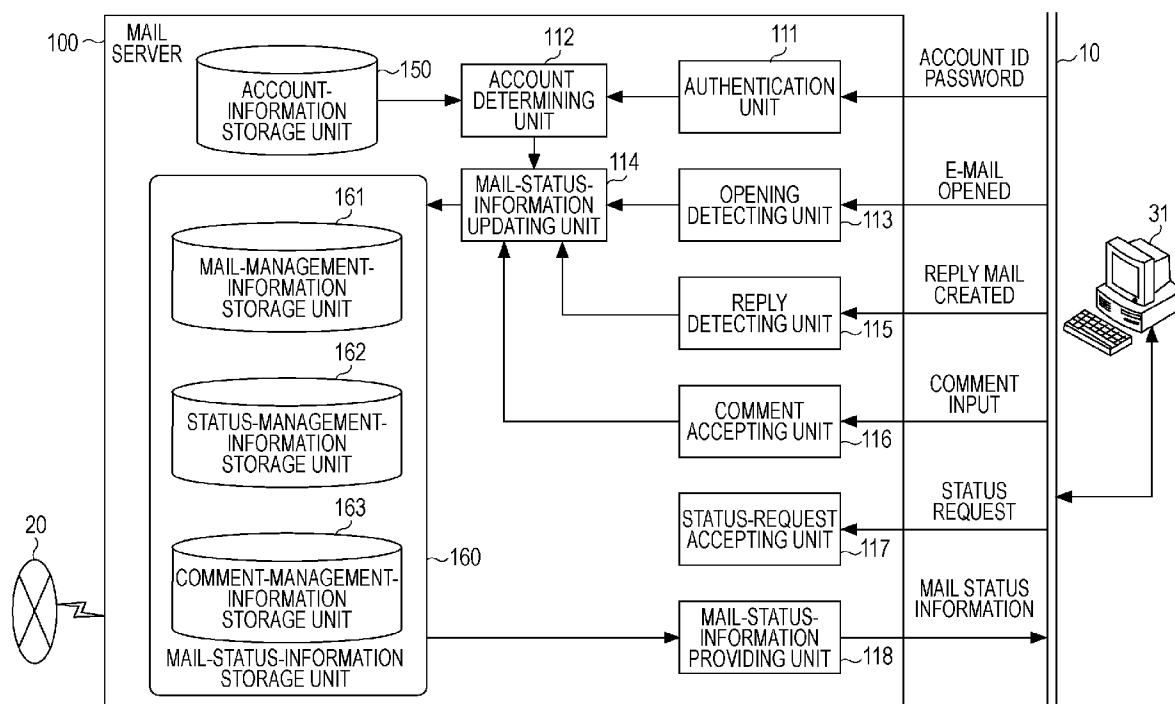 100
MAIL
SERVER
150
ACCOUNT-
INFORMATION
STORAGE UNIT
112
ACCOUNT
DETERMINING
UNIT
111
AUTHENTICATION
UNIT
ACCOUNT ID
PASSWORD
10
114
MAIL-STATUS-
INFORMATION
UPDATING UNIT
OPENING
DETECTING UNIT
113
E-MAIL
OPENED
31
161
MAIL-MANAGEMENT-
INFORMATION
STORAGE UNIT
REPLY
DETECTING UNIT
115
REPLY MAIL
CREATED
162
STATUS-MANAGEMENT-
INFORMATION
STORAGE UNIT
COMMENT
ACCEPTING UNIT
116
COMMENT
INPUT
STATUS-REQUEST
ACCEPTING UNIT
117
STATUS
REQUEST
20
163
COMMENT-MANAGEMENT-
INFORMATION
STORAGE UNIT
160
MAIL-STATUS-INFORMATION
STORAGE UNIT
MAIL-STATUS-
INFORMATION
PROVIDING UNIT
118
MAIL STATUS
INFORMATION